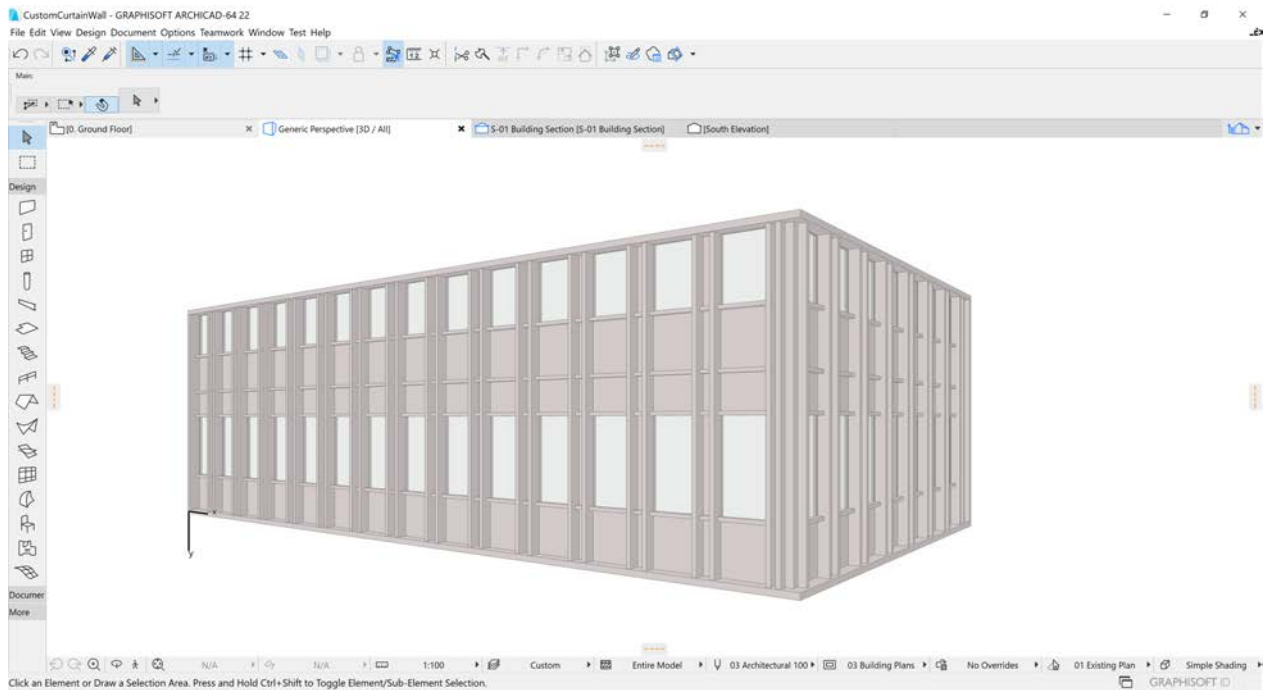 CustomCurtainWall - GRAPHISOFT ARCHICAD-64 22
File Edit View Design Document Options Teamwork Window Test Help
Main:
[0. Ground Floor]
Generic Perspective [3D / All]
S-01 Building Section [S-01 Building Section]
[South Elevation]
Design
x
y
Documer
More
N/A N/A 1:100 Custom Entire Model 03 Architectural 100 03 Building Plans No Overrides 01 Existing Plan Simple Shading
Click an Element or Draw a Selection Area. Press and Hold Ctrl+Shift to Toggle Element/Sub-Element Selection.
GRAPHISOFT ID